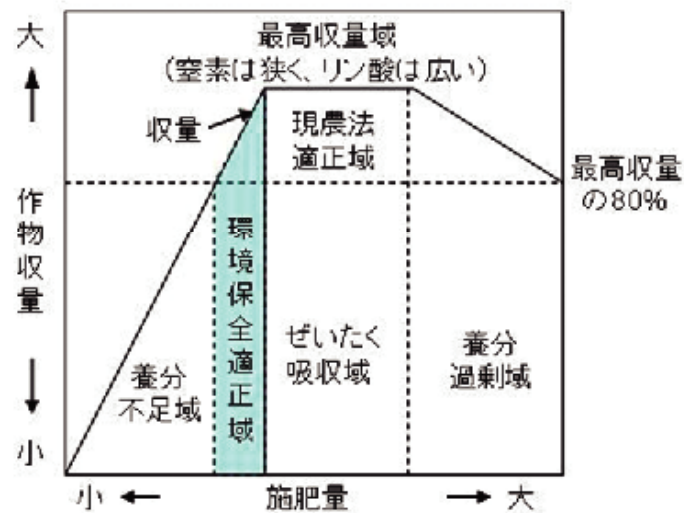 大
最高収量域
(窒素は狭く、リン酸は広い)
収量
現農法
適正域
最高収量
の80%
作物収量
環境保全適正域
ぜいたく
吸収域
養分
過剰域
養分
不足域
小
小
施肥量
大